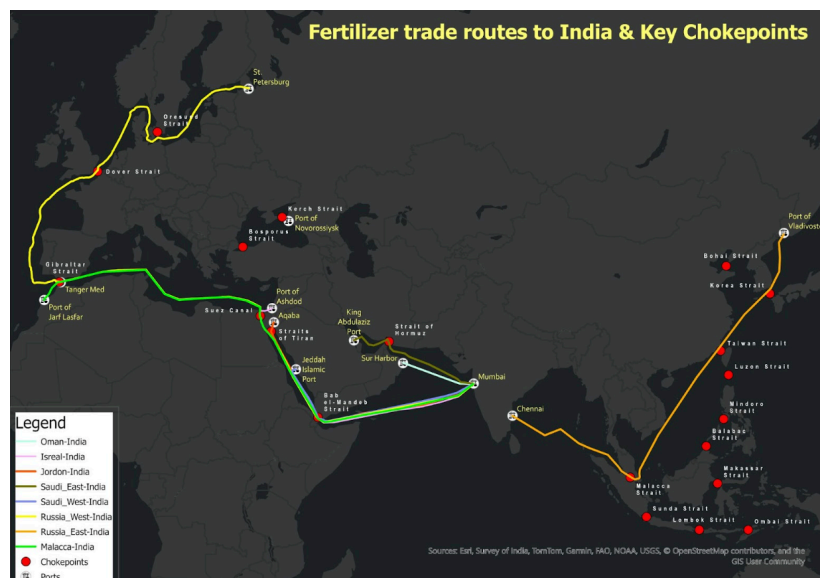 Fertilizer trade routes to India & Key Chokepoints
St.
Petersburg
Oresund
Strait
Dover Strait
Kerch Strait
Port of
Novorossiysk
Bosporus
Strait
Port of
Vladivost
Bohai Strait
Korea Strait
Gibraltar
Strait
Tanger Med
Port of
Jarf Lasfar
Port of
Ashdod
Suez Canal
Aqaba
Straits
of Tiran
King
Abdulaziz
Port
Strait of
Hormuz
Sur Harbor
Jeddah
Islamic
Port
Mumbai
Taiwan Strait
Luzon Strait
Bab
el-Mandeb
Strait
Chennai
Mindoro
Strait
Balabac
Strait
Makassar
Strait
Malacca
Strait
Sunda Strait
Lombok Strait
Ombai Strait
Legend
Oman-India
Isreal-India
Jordon-India
Saudi_East-India
Saudi_West-India
Russia_West-India
Russia_East-India
Malacca-India
Chokepoints
Ports
Sources: Esri, Survey of India, TomTom, Garmin, FAO, NOAA, USGS, © OpenStreetMap contributors, and the
GIS User Community